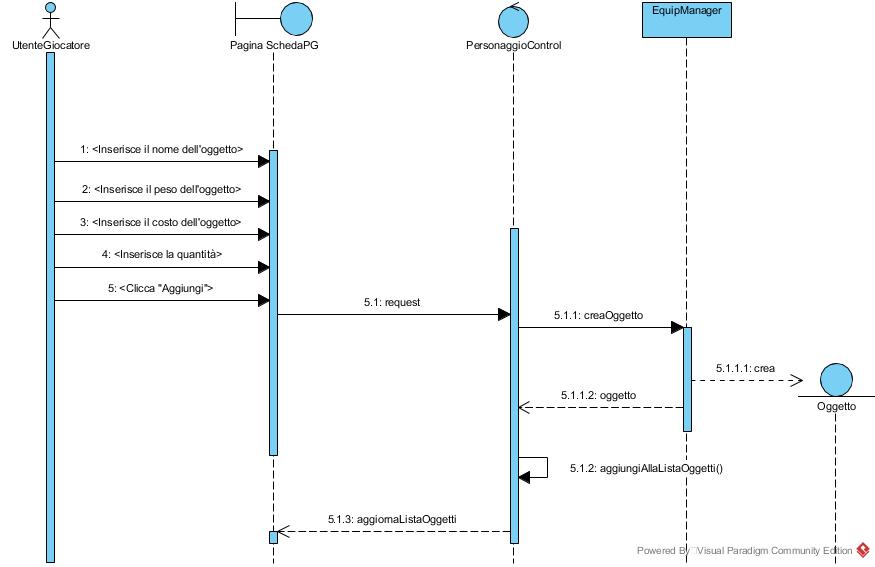 EquipManager
UtenteGiocatore
Pagina SchedaPG
PersonaggioControl
1: <Inserisce il nome dell'oggetto>
2: <Inserisce il peso dell'oggetto>
3: <Inserisce il costo dell'oggetto>
4: <Inserisce la quantità>
5: <Clicca "Aggiungi">
5.1: request
5.1.1: creaOggetto
5.1.1.1: crea
5.1.1.2: oggetto
Oggetto
5.1.2: aggiungiAllaListaOggetti()
5.1.3: aggiornaListaOggetti
Powered By Visual Paradigm Community Edition